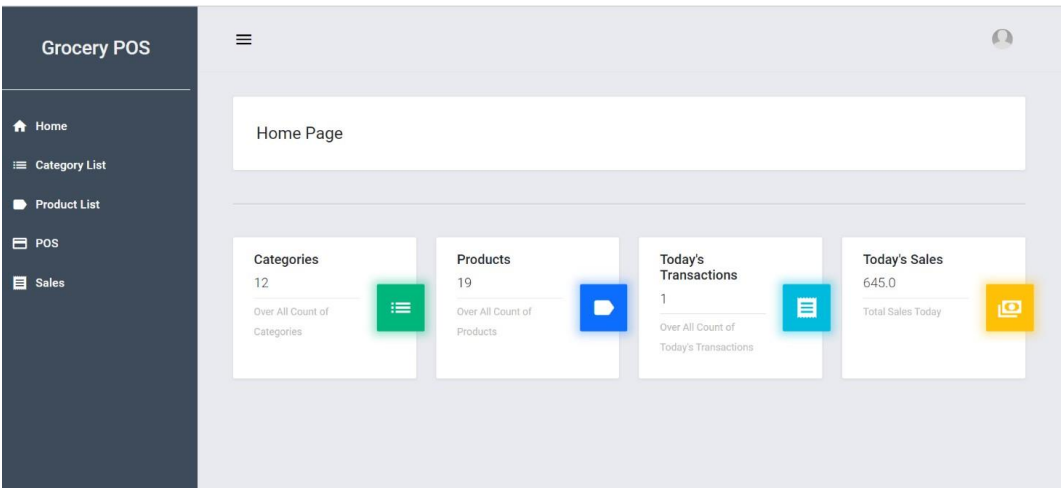 Grocery POS
Home
Category List
Product List
POS
Sales
Home Page
Categories
12
Over All Count of
Categories
Products
19
Over All Count of
Products
Today's
Transactions
1
Over All Count of
Today's Transactions
Today's Sales
645.0
Total Sales Today